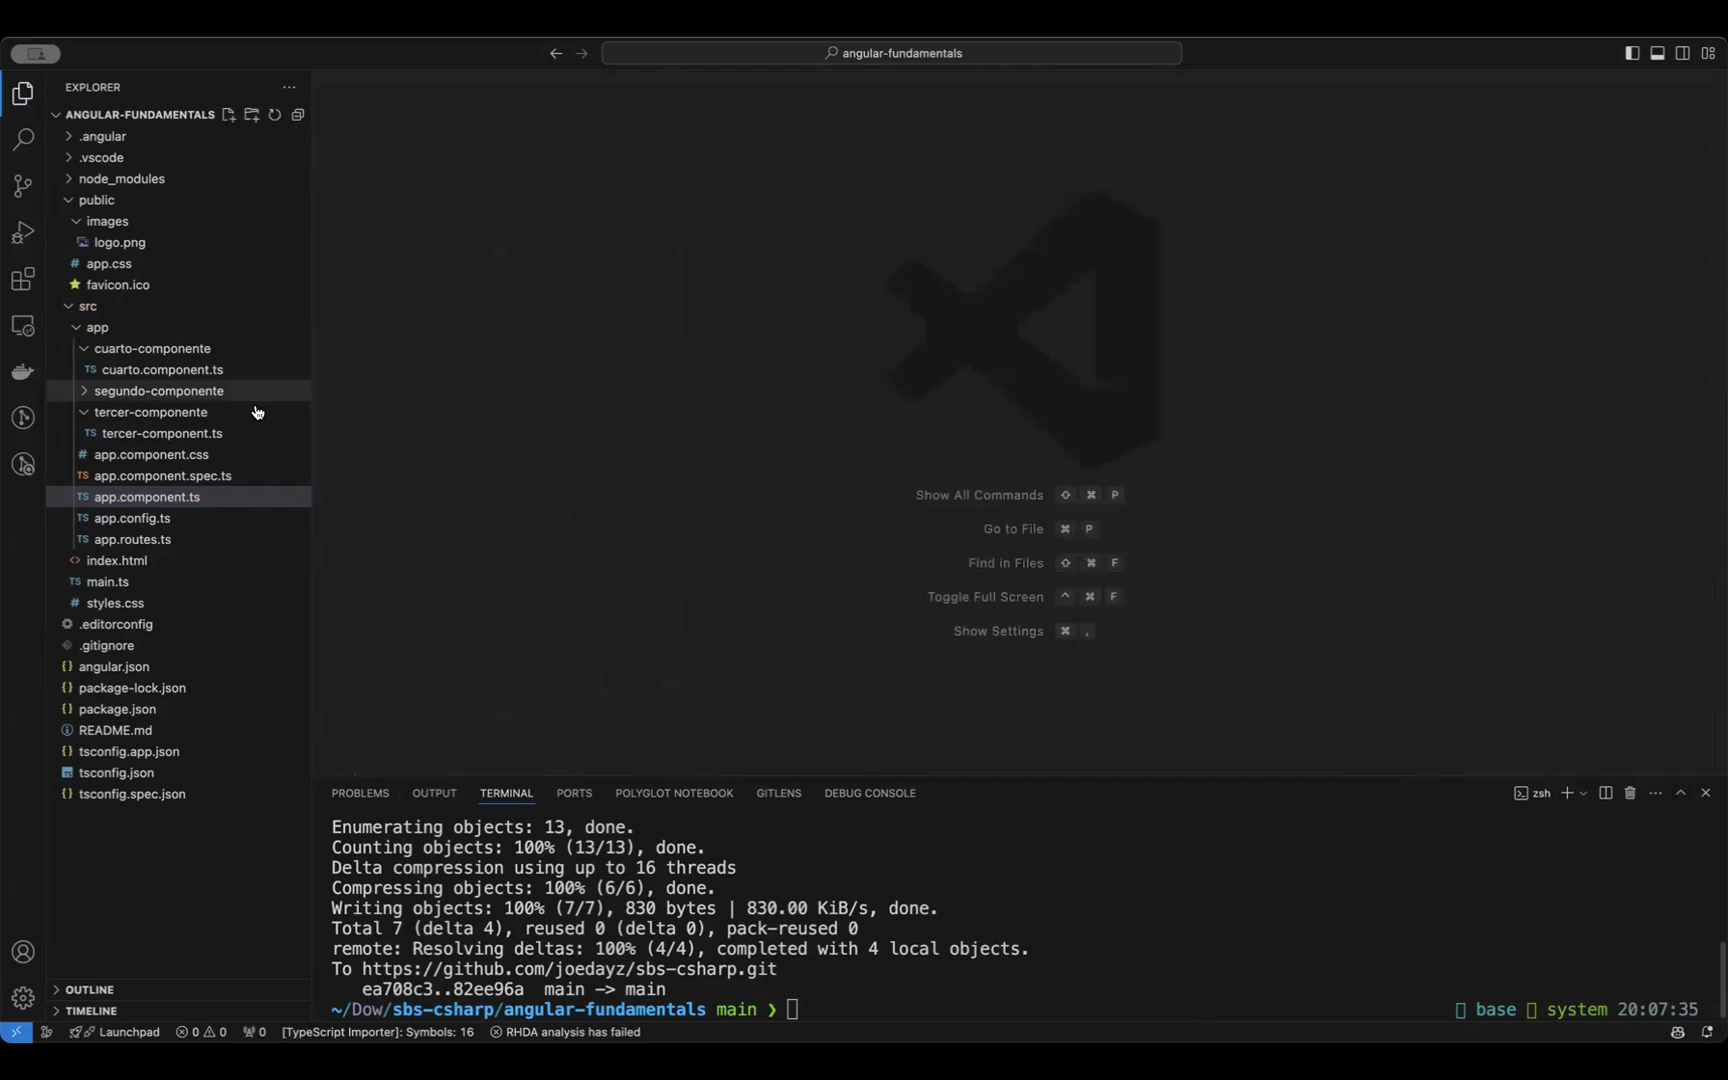 angular-fundamentals
EXPLORER
ANGULAR-FUNDAMENTALS
.angular
.vscode
node_modules
public
images
logo.png
# app.css
favicon.ico
src
app
cuarto-componente
TS cuarto.component.ts
segundo-componente
tercer-componente
TS tercer-component.ts
# app.component.css
TS app.component.spec.ts
TS app.component.ts
TS app.config.ts
TS app.routes.ts
<> index.html
TS main.ts
# styles.css
.editorconfig
.gitignore
{} angular.json
{} package-lock.json
{} package.json
README.md
{} tsconfig.app.json
TS tsconfig.json
{} tsconfig.spec.json
OUTLINE
TIMELINE
Show All Commands ⇧ ⌘ P
Go to File ⌘ P
Find in Files ⇧ ⌘ F
Toggle Full Screen ^ ⌘ F
Show Settings ⌘ ,
PROBLEMS OUTPUT TERMINAL PORTS POLYGLOT NOTEBOOK GITLENS DEBUG CONSOLE zsh
Enumerating objects: 13, done.
Counting objects: 100% (13/13), done.
Delta compression using up to 16 threads
Compressing objects: 100% (6/6), done.
Writing objects: 100% (7/7), 830 bytes | 830.00 KiB/s, done.
Total 7 (delta 4), reused 0 (delta 0), pack-reused 0
remote: Resolving deltas: 100% (4/4), completed with 4 local objects.
To https://github.com/joedayz/sbs-csharp.git
ea708c3..82ee96a main -> main
~/Dow/sbs-csharp/angular-fundamentals main ❯ base system 20:07:35
Launchpad 0 0 0 [TypeScript Importer]: Symbols: 16 RHDA analysis has failed